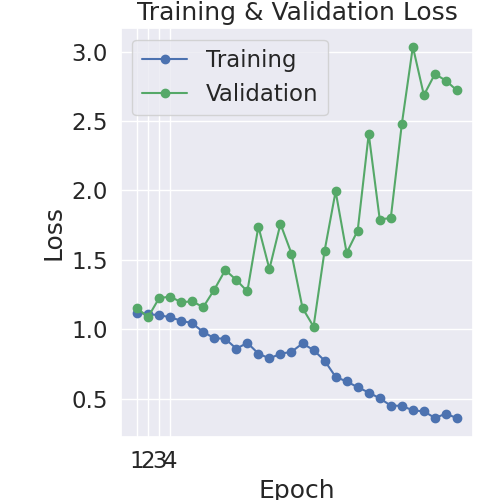 Training & Validation Loss
Training
Validation
3.0
2.5
2.0
1.5
1.0
0.5
Loss
1234
Epoch